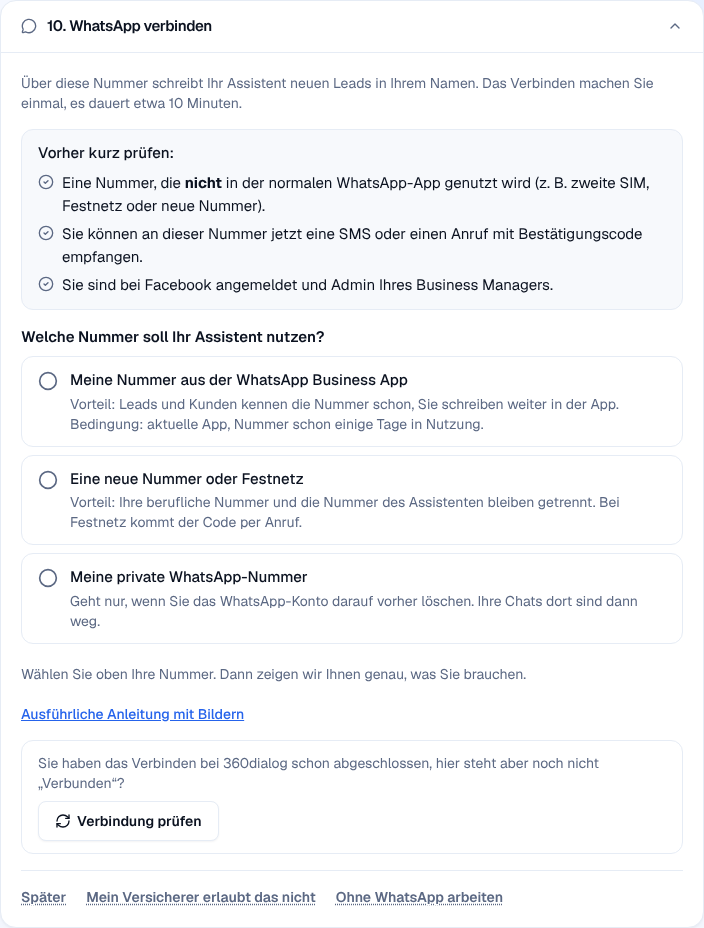 10. WhatsApp verbinden
Über diese Nummer schreibt Ihr Assistent neuen Leads in Ihrem Namen. Das Verbinden machen Sie
einmal, es dauert etwa 10 Minuten.
Vorher kurz prüfen:
Eine Nummer, die nicht in der normalen WhatsApp-App genutzt wird (z. B. zweite SIM,
Festnetz oder neue Nummer).
Sie können an dieser Nummer jetzt eine SMS oder einen Anruf mit Bestätigungscode
empfangen.
Sie sind bei Facebook angemeldet und Admin Ihres Business Managers.
Welche Nummer soll Ihr Assistent nutzen?
Meine Nummer aus der WhatsApp Business App
Vorteil: Leads und Kunden kennen die Nummer schon, Sie schreiben weiter in der App.
Bedingung: aktuelle App, Nummer schon einige Tage in Nutzung.
Eine neue Nummer oder Festnetz
Vorteil: Ihre berufliche Nummer und die Nummer des Assistenten bleiben getrennt. Bei
Festnetz kommt der Code per Anruf.
Meine private WhatsApp-Nummer
Geht nur, wenn Sie das WhatsApp-Konto darauf vorher löschen. Ihre Chats dort sind dann
weg.
Wählen Sie oben Ihre Nummer. Dann zeigen wir Ihnen genau, was Sie brauchen.
Ausführliche Anleitung mit Bildern
Sie haben das Verbinden bei 360dialog schon abgeschlossen, hier steht aber noch nicht
„Verbunden“?
Verbindung prüfen
Später Mein Versicherer erlaubt das nicht Ohne WhatsApp arbeiten